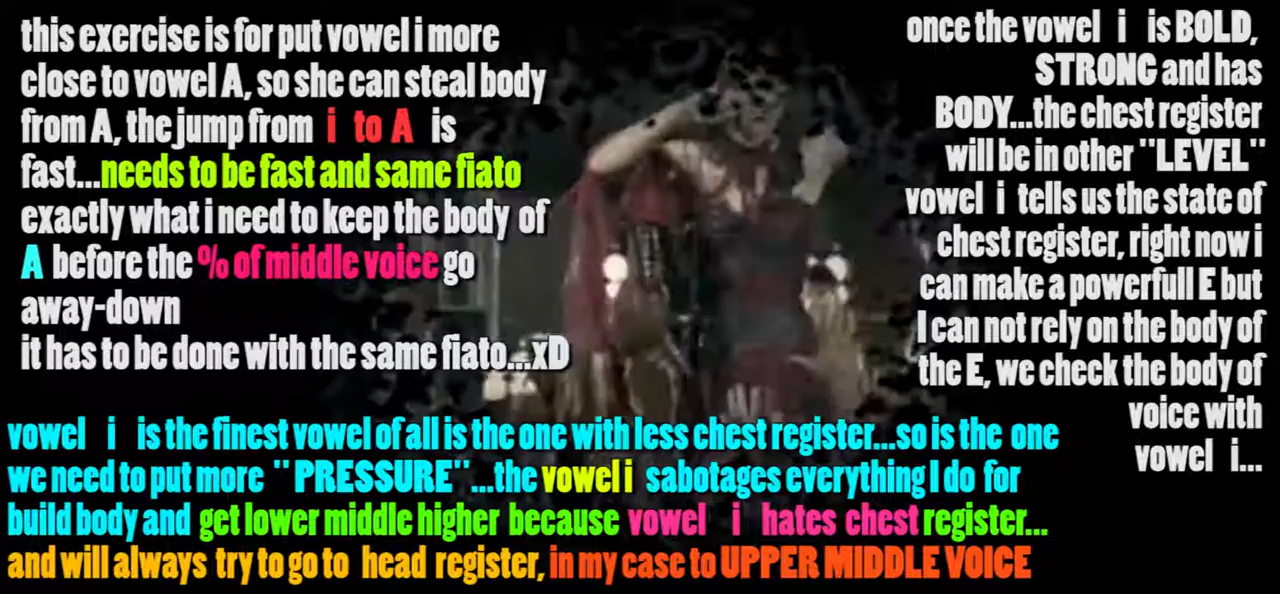 this exercise is for put vowel i more
close to vowel A, so she can steal body
from A, the jump from i to A is
fast...needs to be fast and same fiato
exactly what i need to keep the body of
A before the % of middle voice go
away-down
it has to be done with the same fiato...xD
once the vowel i is BOLD,
STRONG and has
BODY...the chest register
will be in other "LEVEL"
vowel i tells us the state of
chest register, right now i
can make a powerfull E but
I can not rely on the body of
the E, we check the body of
voice with
vowel i...
vowel i is the finest vowel of all is the one with less chest register...so is the one
we need to put more "PRESSURE"...the vowel i sabotages everything I do for
build body and get lower middle higher because vowel i hates chest register...
and will always try to go to head register, in my case to UPPER MIDDLE VOICE